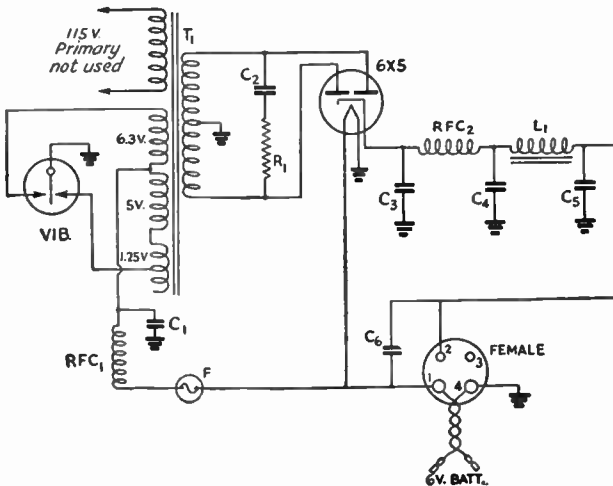 115 V.
Primary
not used
T1
6X5
C2
R1
6.3V.
5V.
1.25V.
VIB.
RFC2
L1
C3
C4
C5
C1
RFC1
F
C6
FEMALE
2
3
1
4
6V. BATT.